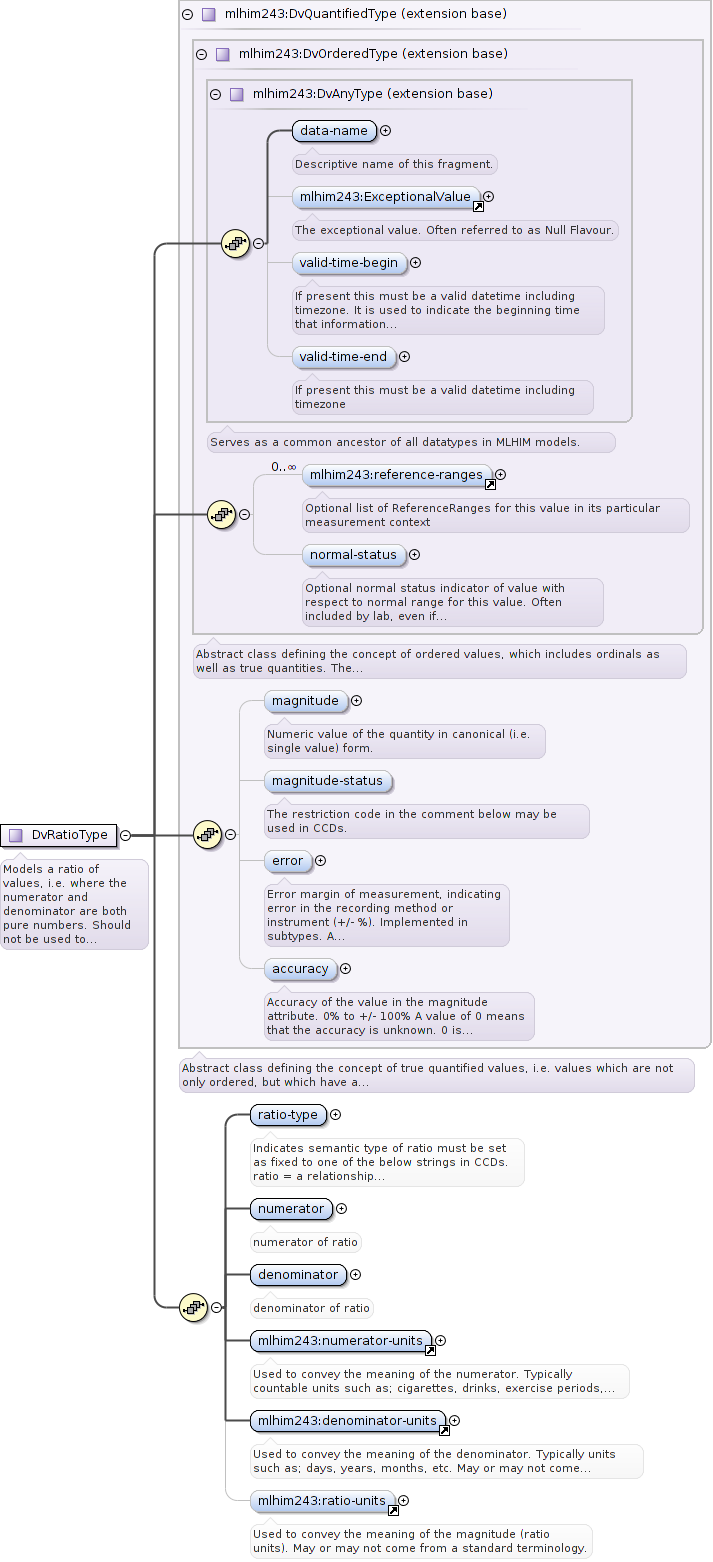 mlhim243:DvQuantifiedType (extension base)
mlhim243:DvOrderedType (extension base)
mlhim243:DvAnyType (extension base)
data-name
Descriptive name of this fragment.
mlhim243:ExceptionalValue
The exceptional value. Often referred to as Null Flavour.
valid-time-begin
If present this must be a valid datetime including
timezone. It is used to indicate the beginning time
that information...
valid-time-end
If present this must be a valid datetime including
timezone
Serves as a common ancestor of all datatypes in MLHIM models.
0..∞
mlhim243:reference-ranges
Optional list of ReferenceRanges for this value in its particular
measurement context
normal-status
Optional normal status indicator of value with
respect to normal range for this value. Often
included by lab, even if...
Abstract class defining the concept of ordered values, which includes ordinals as
well as true quantities. The...
magnitude
Numeric value of the quantity in canonical (i.e.
single value) form.
magnitude-status
The restriction code in the comment below may be
used in CCDs.
DvRatioType
Models a ratio of
values, i.e. where the
numerator and
denominator are both
pure numbers. Should
not be used to...
error
Error margin of measurement, indicating
error in the recording method or
instrument (+/- %). Implemented in
subtypes. A...
accuracy
Accuracy of the value in the magnitude
attribute. 0% to +/- 100% A value of 0 means
that the accuracy is unknown. 0 is...
Abstract class defining the concept of true quantified values, i.e. values which are not
only ordered, but which have a...
ratio-type
Indicates semantic type of ratio must be set
as fixed to one of the below strings in CCDs.
ratio = a relationship...
numerator
numerator of ratio
denominator
denominator of ratio
mlhim243:numerator-units
Used to convey the meaning of the numerator. Typically
countable units such as; cigarettes, drinks, exercise periods,...
mlhim243:denominator-units
Used to convey the meaning of the denominator. Typically units
such as; days, years, months, etc. May or may not come...
mlhim243:ratio-units
Used to convey the meaning of the magnitude (ratio
units). May or may not come from a standard terminology.